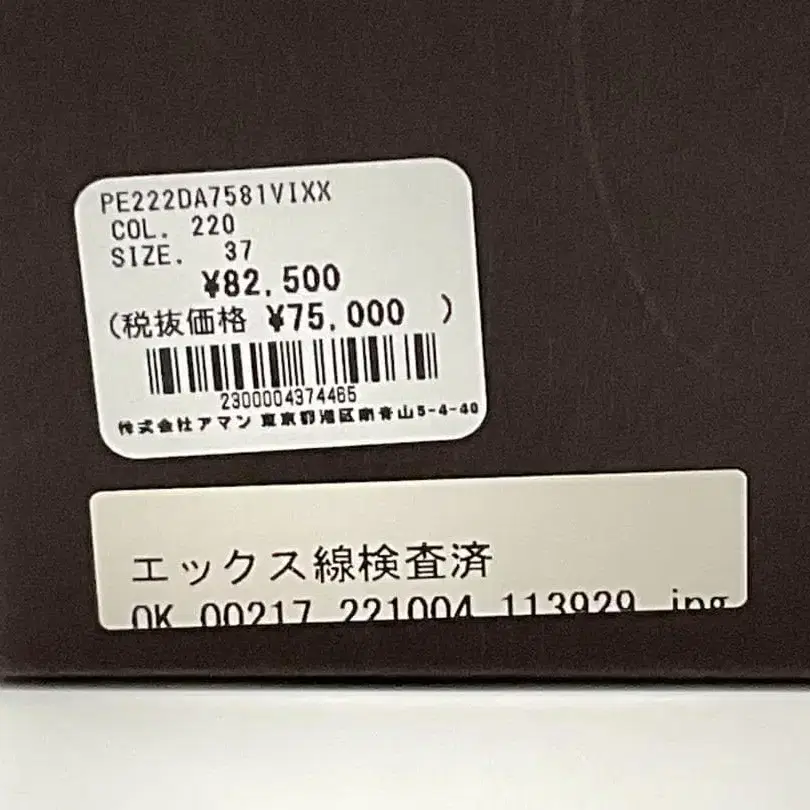 PE222DA7581VIXX
COL. 220
SIZE. 37
¥82,500
(税抜価格 ¥75,000 )
2300004374465
株式会社アマン 東京都港区南青山5-4-40
エックス線検査済
OK 00217 221004 113929 .jpg